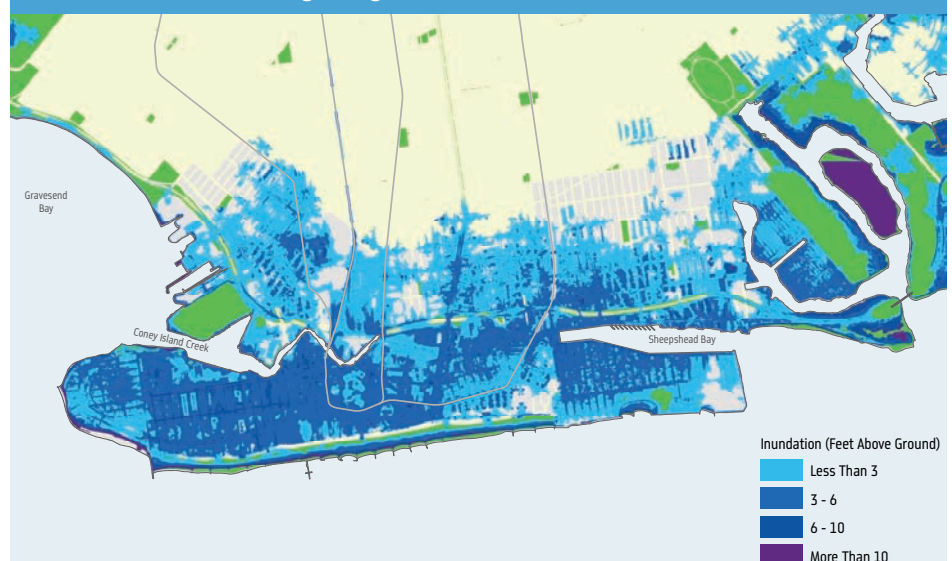 Gravesend
Bay
Coney Island Creek
Sheepshead Bay
Inundation (Feet Above Ground)
Less Than 3
3 - 6
6 - 10
More Than 10